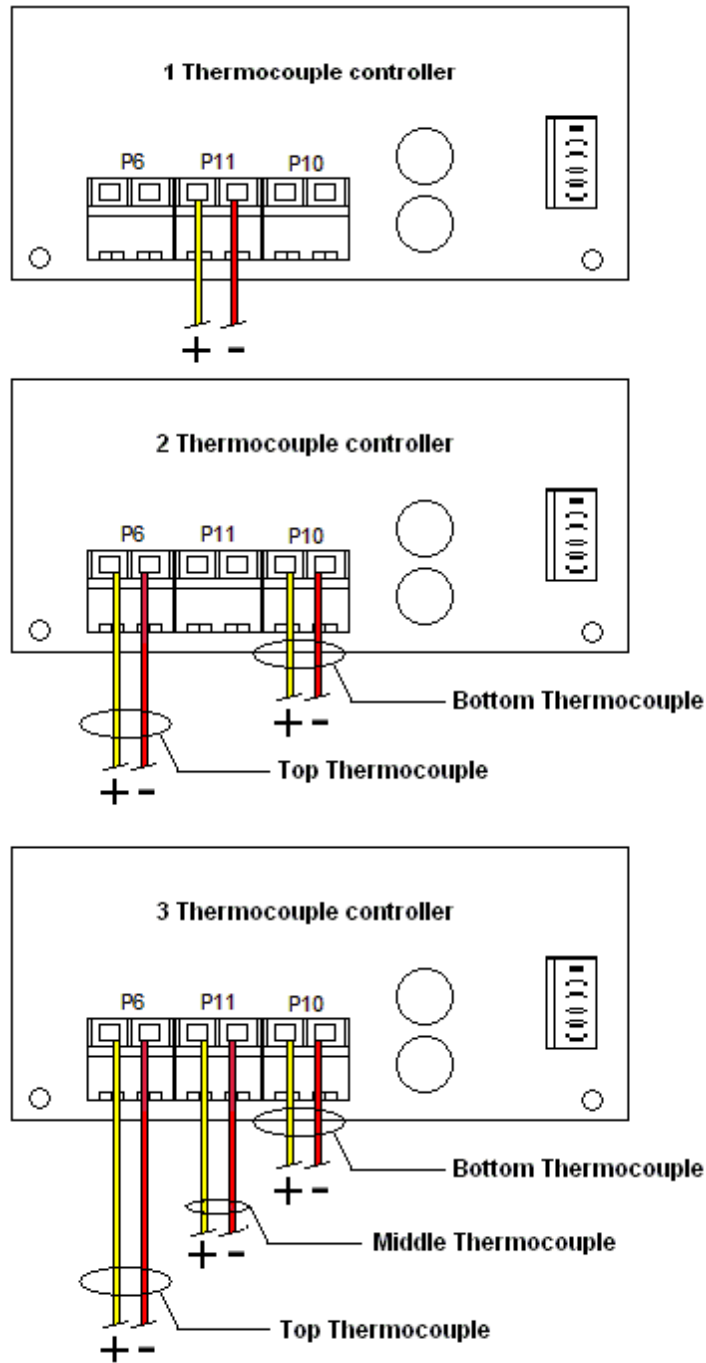 1 Thermocouple controller
P6 P11 P10
+ -
2 Thermocouple controller
P6 P11 P10
Bottom Thermocouple
+ -
Top Thermocouple
+ -
3 Thermocouple controller
P6 P11 P10
Bottom Thermocouple
+ -
Middle Thermocouple
+ -
Top Thermocouple
+ -